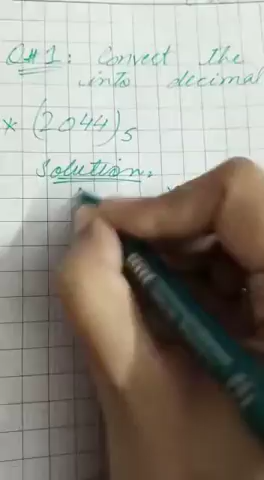 Q#1: Convert the
into decimal
* (2044)5
Solution.